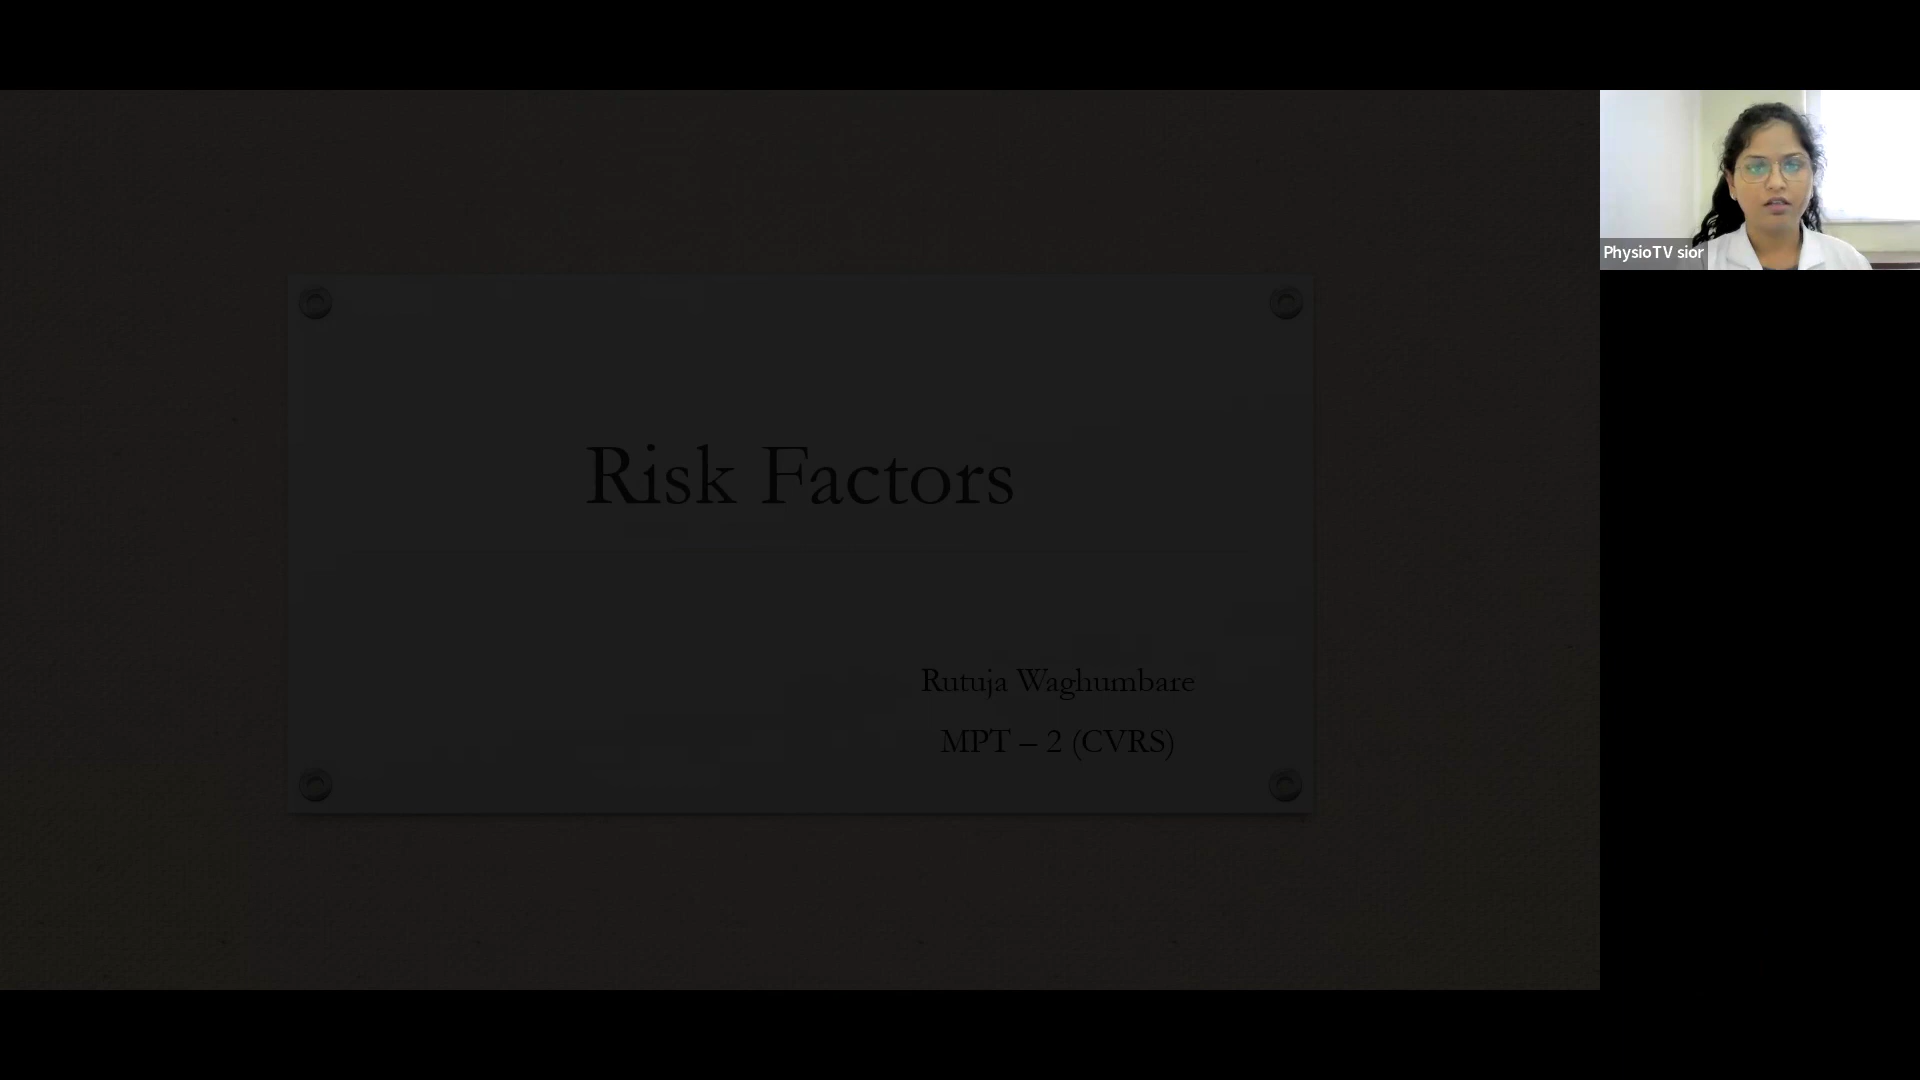 Risk Factors
Rutuja Waghumbare
MPT – 2 (CVRS)
PhysioTV sior